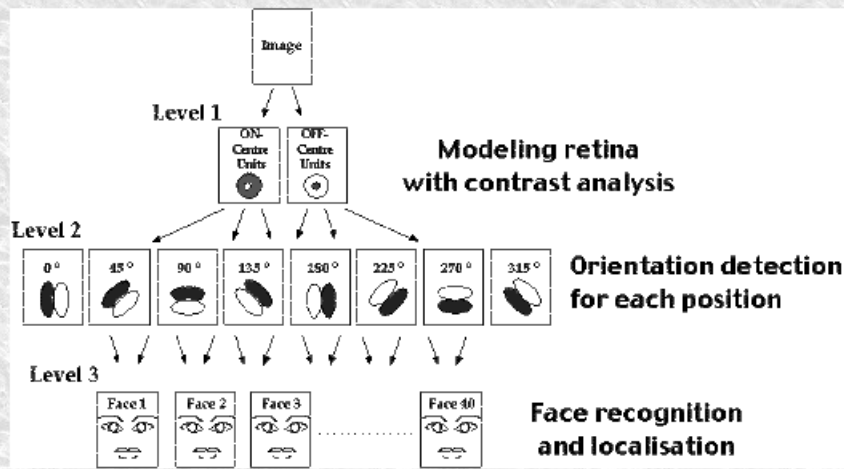 Image
Level 1
ON-
Centre
Units
OFF-
Centre
Units
Modeling retina
with contrast analysis
Level 2
0°
45°
90°
135°
180°
225°
270°
315°
Orientation detection
for each position
Level 3
Face 1
Face 2
Face 3
Face 40
Face recognition
and localisation